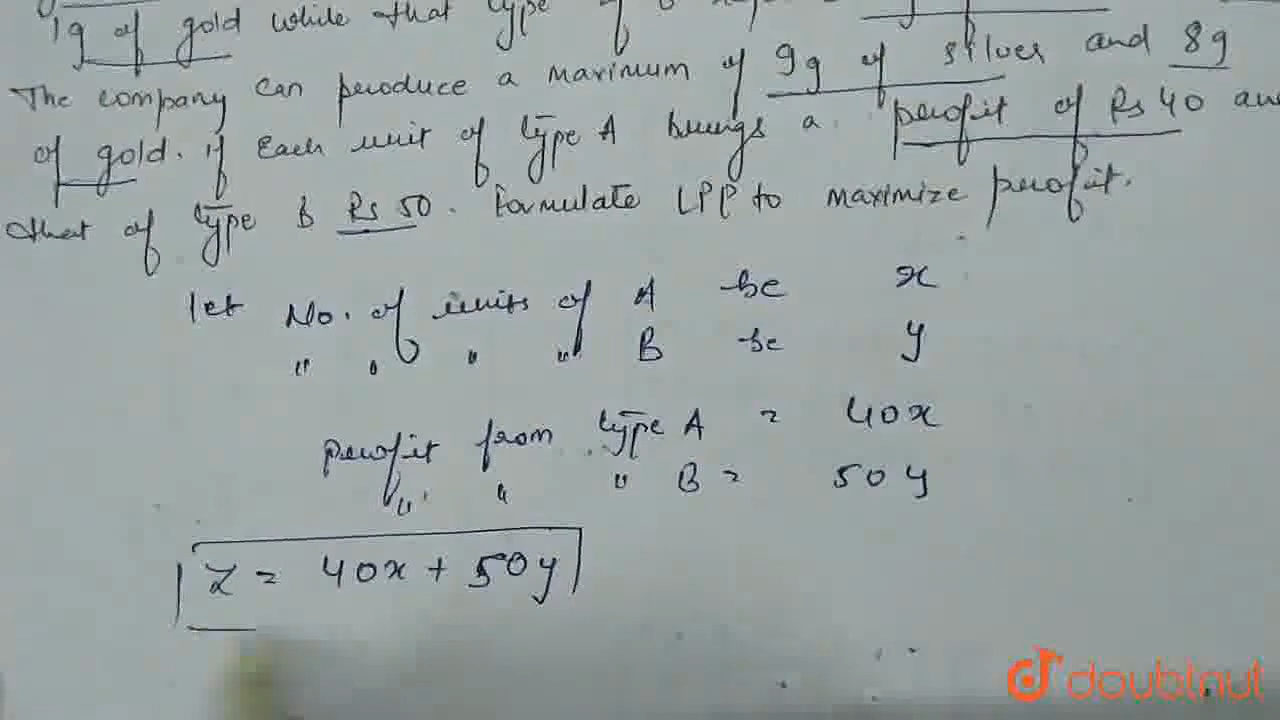 1g of gold while that type of B
The company can produce a maximum of 9g of silver and 8g
of gold. if Each unit of type A brings a profit of Rs 40 and
that of type B Rs 50. Formulate LPP to maximize profit.
let No. of units of A be x
" " " " B be y
profit from type A = 40x
" " " B = 50y
Z = 40x + 50y
doubtnut